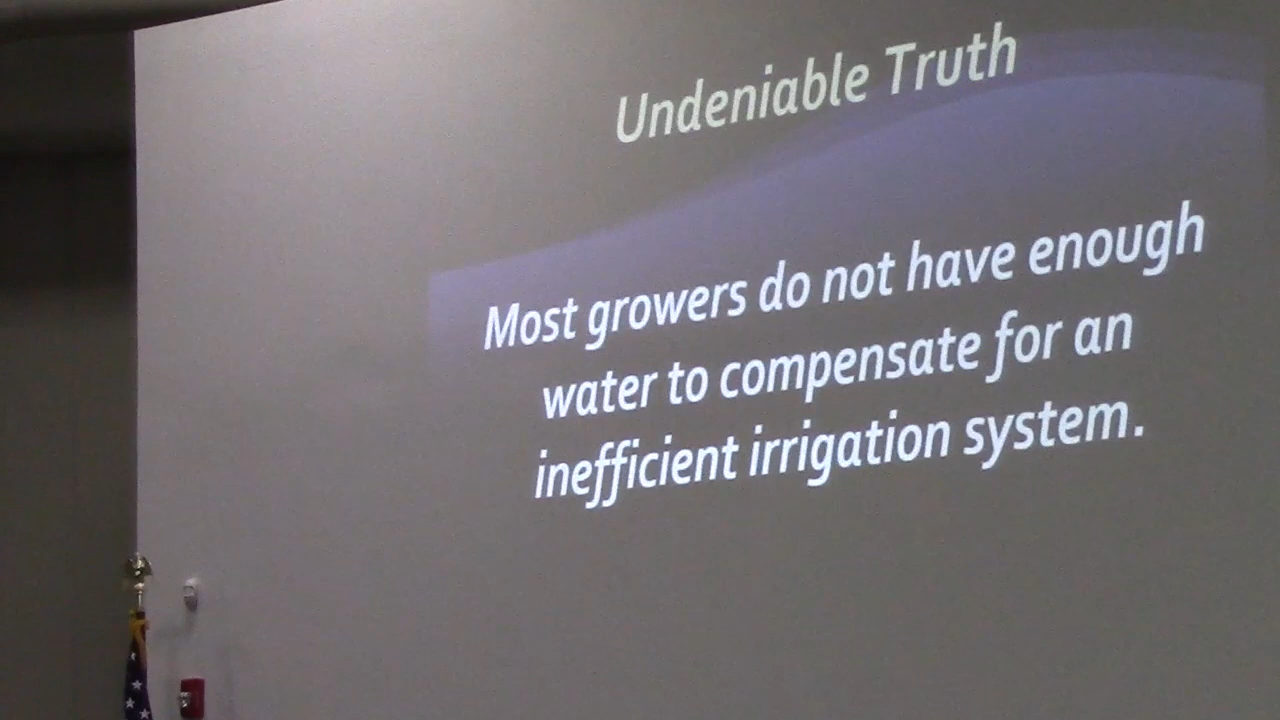 Undeniable Truth
Most growers do not have enough
water to compensate for an
inefficient irrigation system.